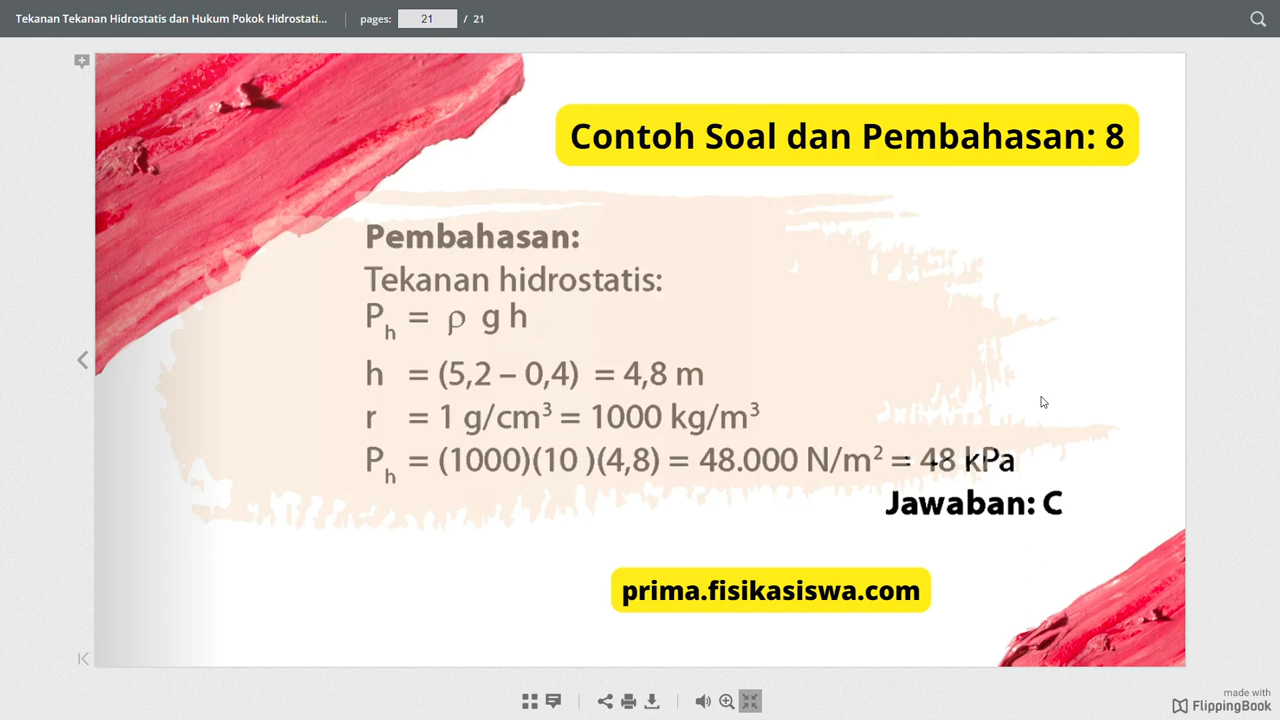 Tekanan Tekanan Hidrostatis dan Hukum Pokok Hidrostati...
pages: 21 / 21
Contoh Soal dan Pembahasan: 8
Pembahasan:
Tekanan hidrostatis:
Pₕ = ρ g h
h = (5,2 – 0,4) = 4,8 m
r = 1 g/cm³ = 1000 kg/m³
Pₕ = (1000)(10 )(4,8) = 48.000 N/m² = 48 kPa
Jawaban: C
prima.fisikasiswa.com
made with
FlippingBook